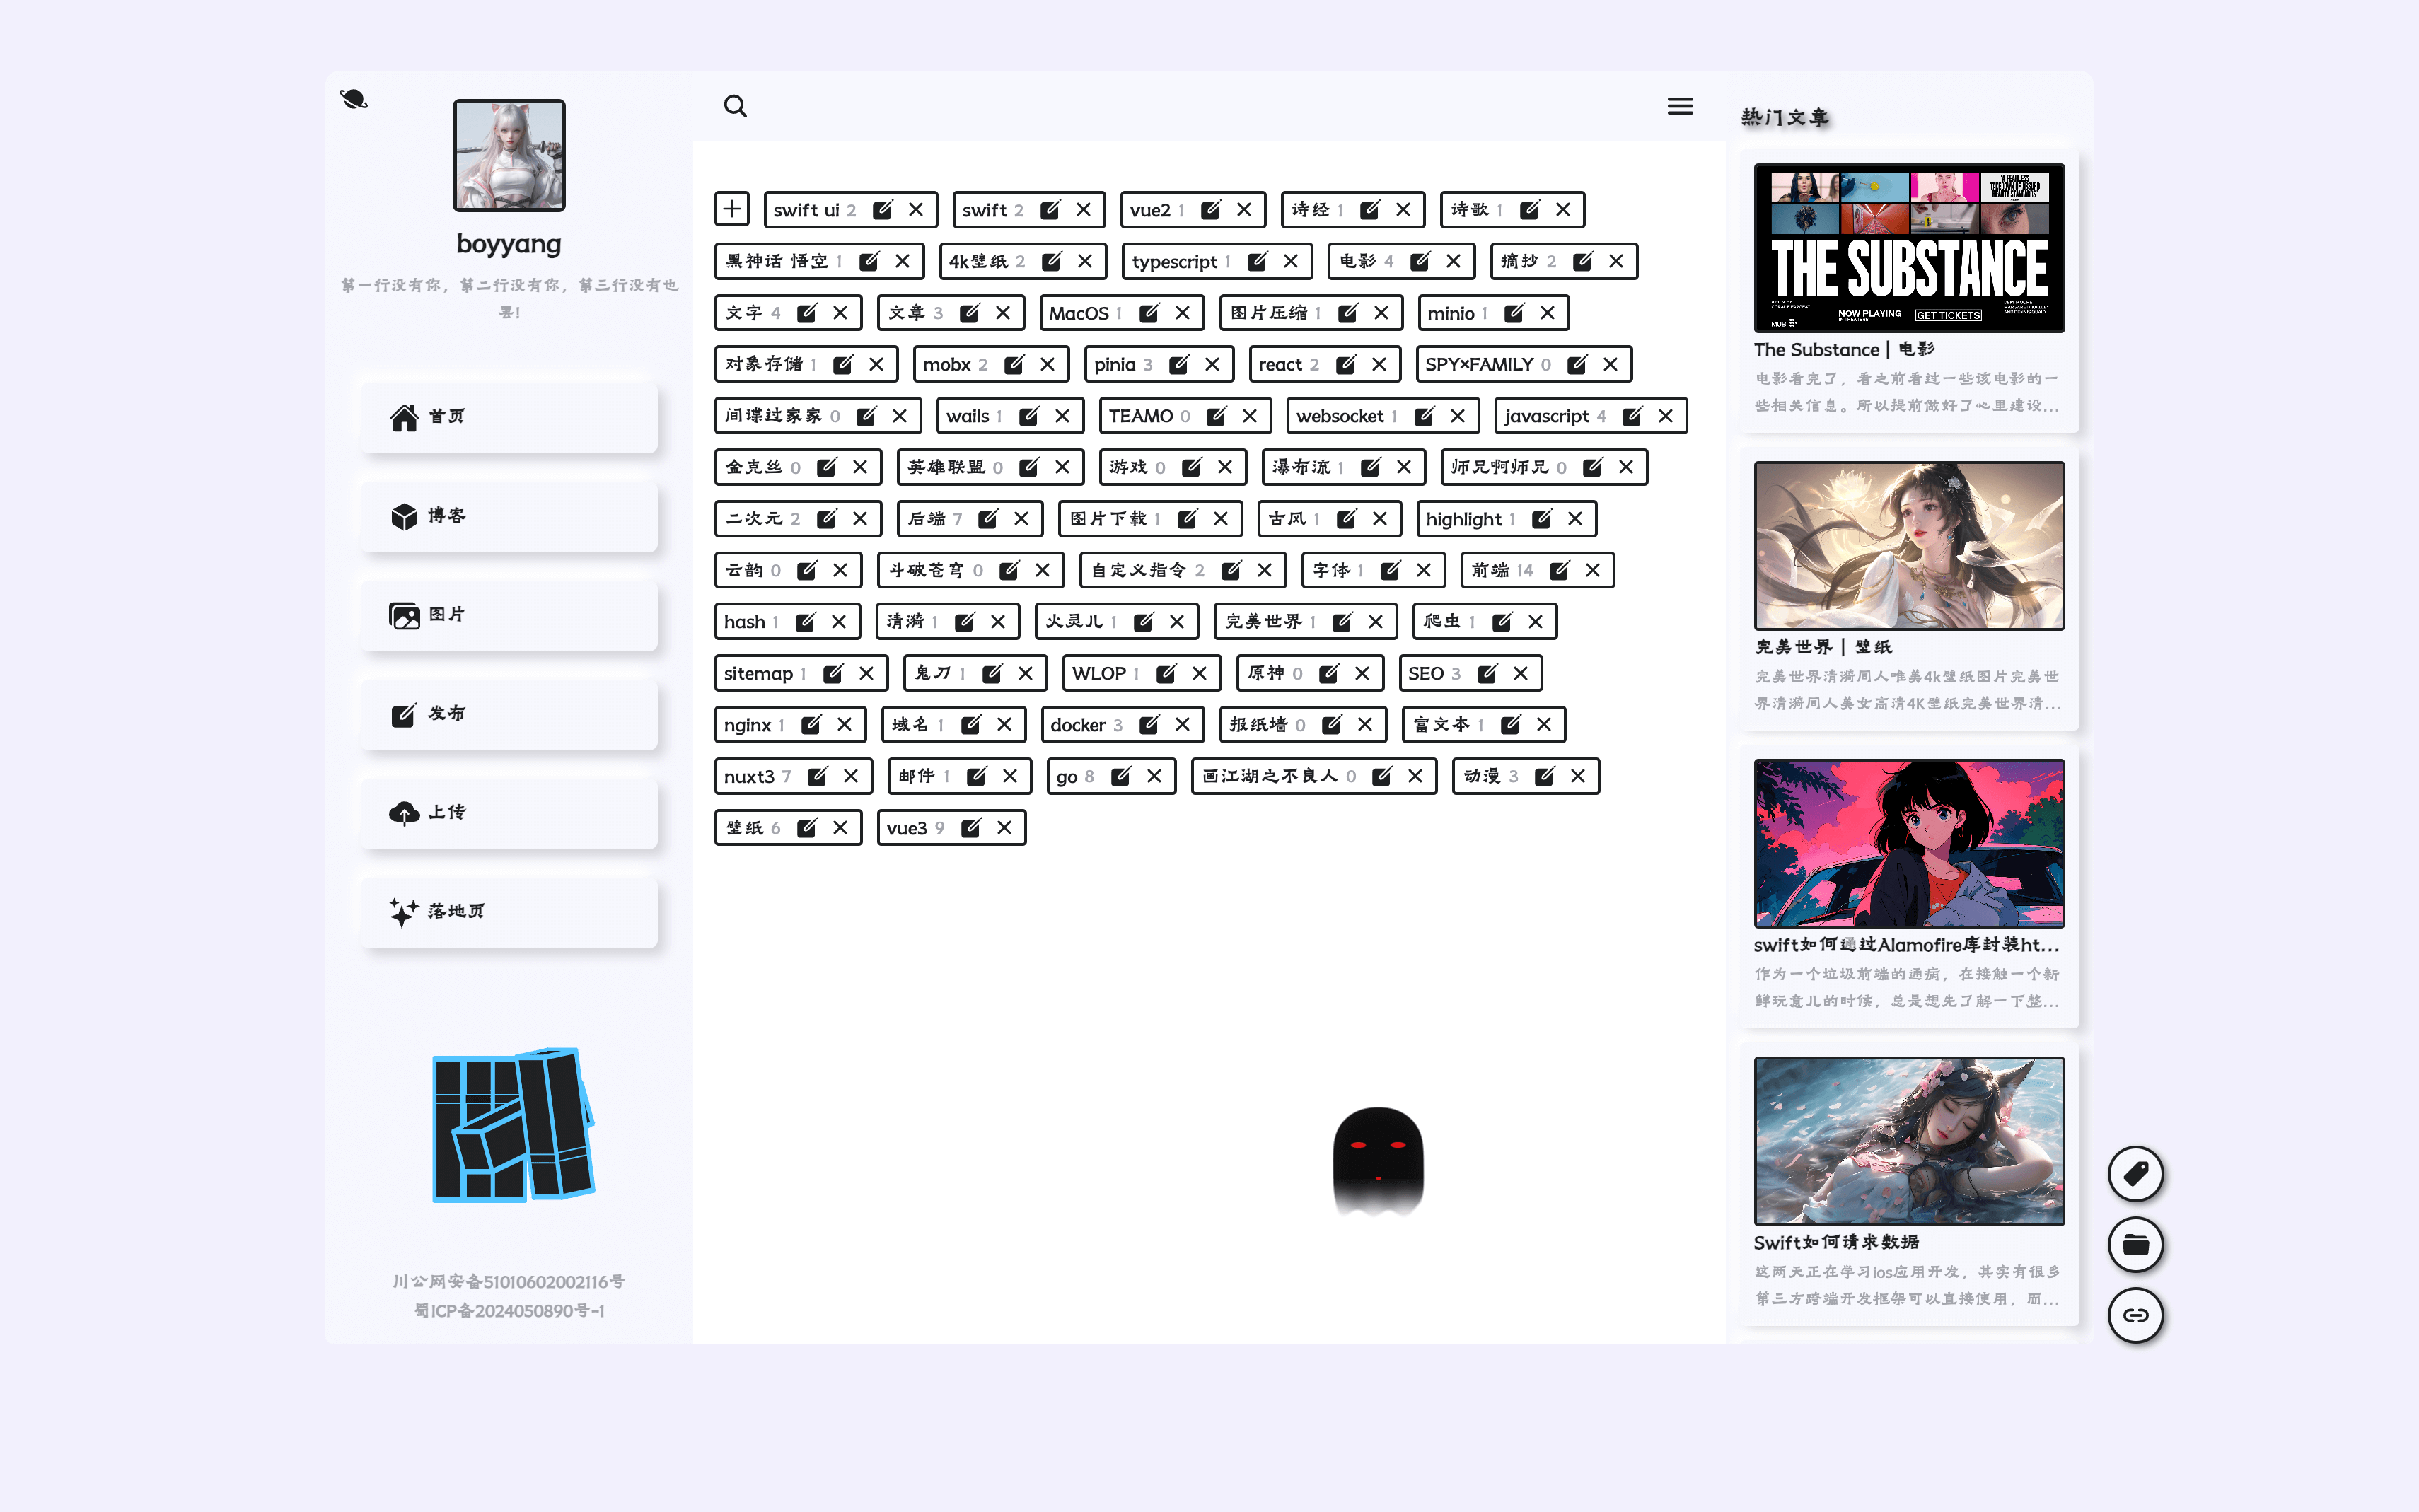 boyyang
第一行没有你，第二行没有你，第三行没有也
罢!
首页
博客
图片
发布
上传
落地页
川公网安备51010602002116号
蜀ICP备2024050890号-1
swift ui 2 swift 2 vue2 1 诗经 1 诗歌 1
黑神话 悟空 1 4k壁纸 2 typescript 1 电影 4 摘抄 2
文字 4 文章 3 MacOS 1 图片压缩 1 minio 1
对象存储 1 mobx 2 pinia 3 react 2 SPY×FAMILY 0
间谍过家家 0 wails 1 TEAMO 0 websocket 1 javascript 4
金克丝 0 英雄联盟 0 游戏 0 瀑布流 1 师兄啊师兄 0
二次元 2 后端 7 图片下载 1 古风 1 highlight 1
云韵 0 斗破苍穹 0 自定义指令 2 字体 1 前端 14
hash 1 清漪 1 火灵儿 1 完美世界 1 爬虫 1
sitemap 1 鬼刀 1 WLOP 1 原神 0 SEO 3
nginx 1 域名 1 docker 3 报纸墙 0 富文本 1
nuxt3 7 邮件 1 go 8 画江湖之不良人 0 动漫 3
壁纸 6 vue3 9
热门文章
'A FEARLESS
TEARDOWN OF ABSURD
BEAUTY STANDARDS'
THE SUBSTANCE
A FILM BY
CORALIE FARGEAT
MUBI
NOW PLAYING
IN THEATERS
GET TICKETS
DEMI MOORE
MARGARET QUALLEY
AND DENNIS QUAID
The Substance | 电影
电影看完了，看之前看过一些该电影的一
些相关信息。所以提前做好了心里建设...
完美世界 | 壁纸
完美世界清漪同人唯美4k壁纸图片完美世
界清漪同人美女高清4K壁纸完美世界清...
swift如何通过Alamofire库封装ht...
作为一个垃圾前端的通病，在接触一个新
鲜玩意儿的时候，总是想先了解一下整...
Swift如何请求数据
这两天正在学习ios应用开发，其实有很多
第三方跨端开发框架可以直接使用，而...